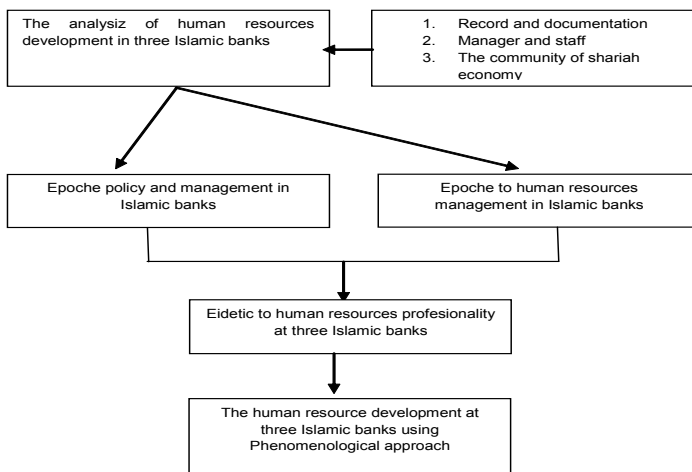 The analysiz of human resources
development in three Islamic banks
1. Record and documentation
2. Manager and staff
3. The community of shariah
economy
Epoche policy and management in
Islamic banks
Epoche to human resources
management in Islamic banks
Eidetic to human resources profesionality
at three Islamic banks
The human resource development at
three Islamic banks using
Phenomenological approach